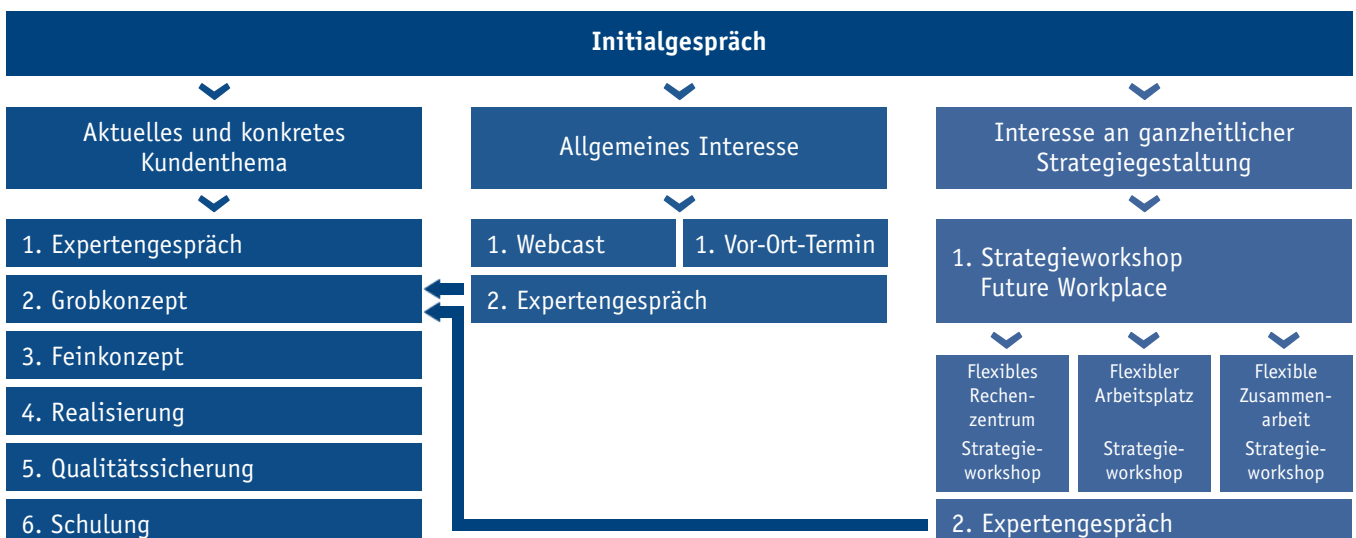 Initialgespräch
Aktuelles und konkretes
Kundenthema
1. Expertengespräch
2. Grobkonzept
3. Feinkonzept
4. Realisierung
5. Qualitätssicherung
6. Schulung
Allgemeines Interesse
1. Webcast
1. Vor-Ort-Termin
2. Expertengespräch
Interesse an ganzheitlicher
Strategiegestaltung
1. Strategieworkshop
Future Workplace
Flexibles
Rechen-
zentrum
Strategie-
workshop
Flexibler
Arbeitsplatz
Strategie-
workshop
Flexible
Zusammen-
arbeit
Strategie-
workshop
2. Expertengespräch